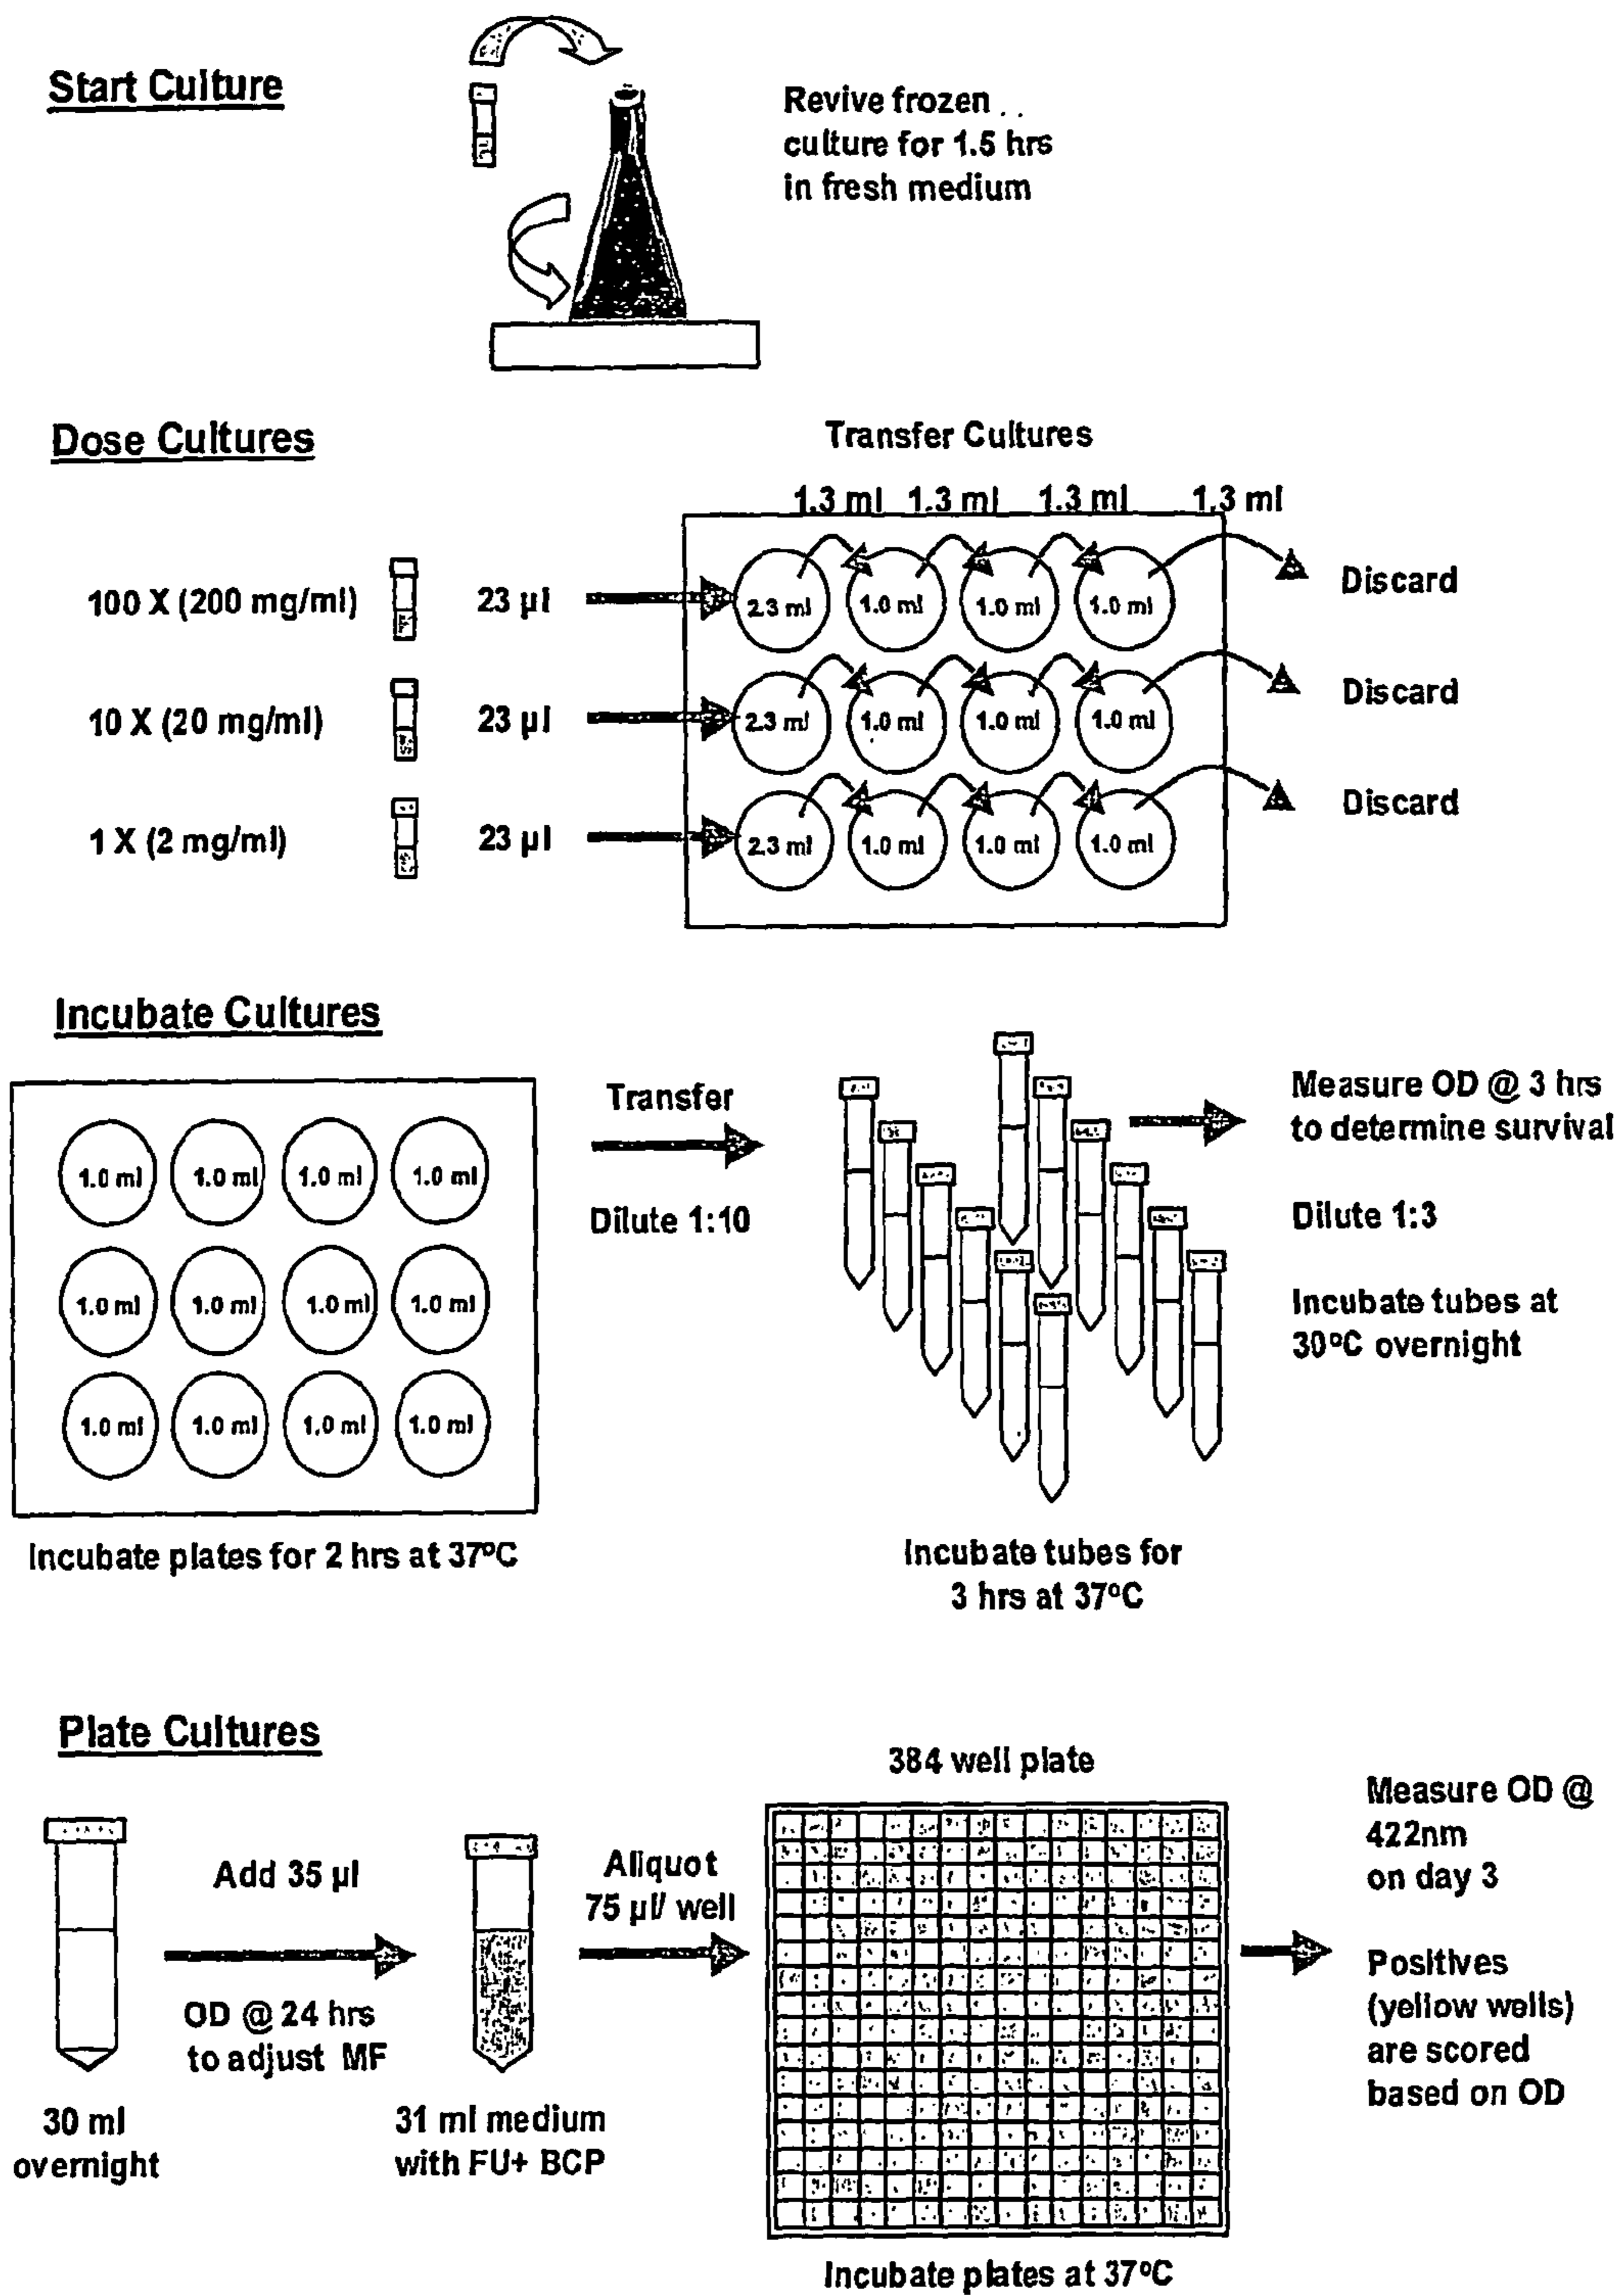 Start Culture
Revive frozen
culture for 1.5 hrs
in fresh medium
Dose Cultures
Transfer Cultures
1.3 ml 1.3 ml 1.3 ml 1.3 ml
100 X (200 mg/ml) 23 µl 2.3 ml 1.0 ml 1.0 ml 1.0 ml Discard
10 X (20 mg/ml) 23 µl 2.3 ml 1.0 ml 1.0 ml 1.0 ml Discard
1 X (2 mg/ml) 23 µl 2.3 ml 1.0 ml 1.0 ml 1.0 ml Discard
Incubate Cultures
1.0 ml 1.0 ml 1.0 ml 1.0 ml
1.0 ml 1.0 ml 1.0 ml 1.0 ml
1.0 ml 1.0 ml 1.0 ml 1.0 ml
Incubate plates for 2 hrs at 37ºC
Transfer
Dilute 1:10
Incubate tubes for
3 hrs at 37ºC
Measure OD @ 3 hrs
to determine survival
Dilute 1:3
Incubate tubes at
30ºC overnight
Plate Cultures
30 ml
overnight
Add 35 µl
OD @ 24 hrs
to adjust MF
31 ml medium
with FU+ BCP
Aliquot
75 µl/ well
384 well plate
Incubate plates at 37ºC
Measure OD @
422nm
on day 3
Positives
(yellow wells)
are scored
based on OD